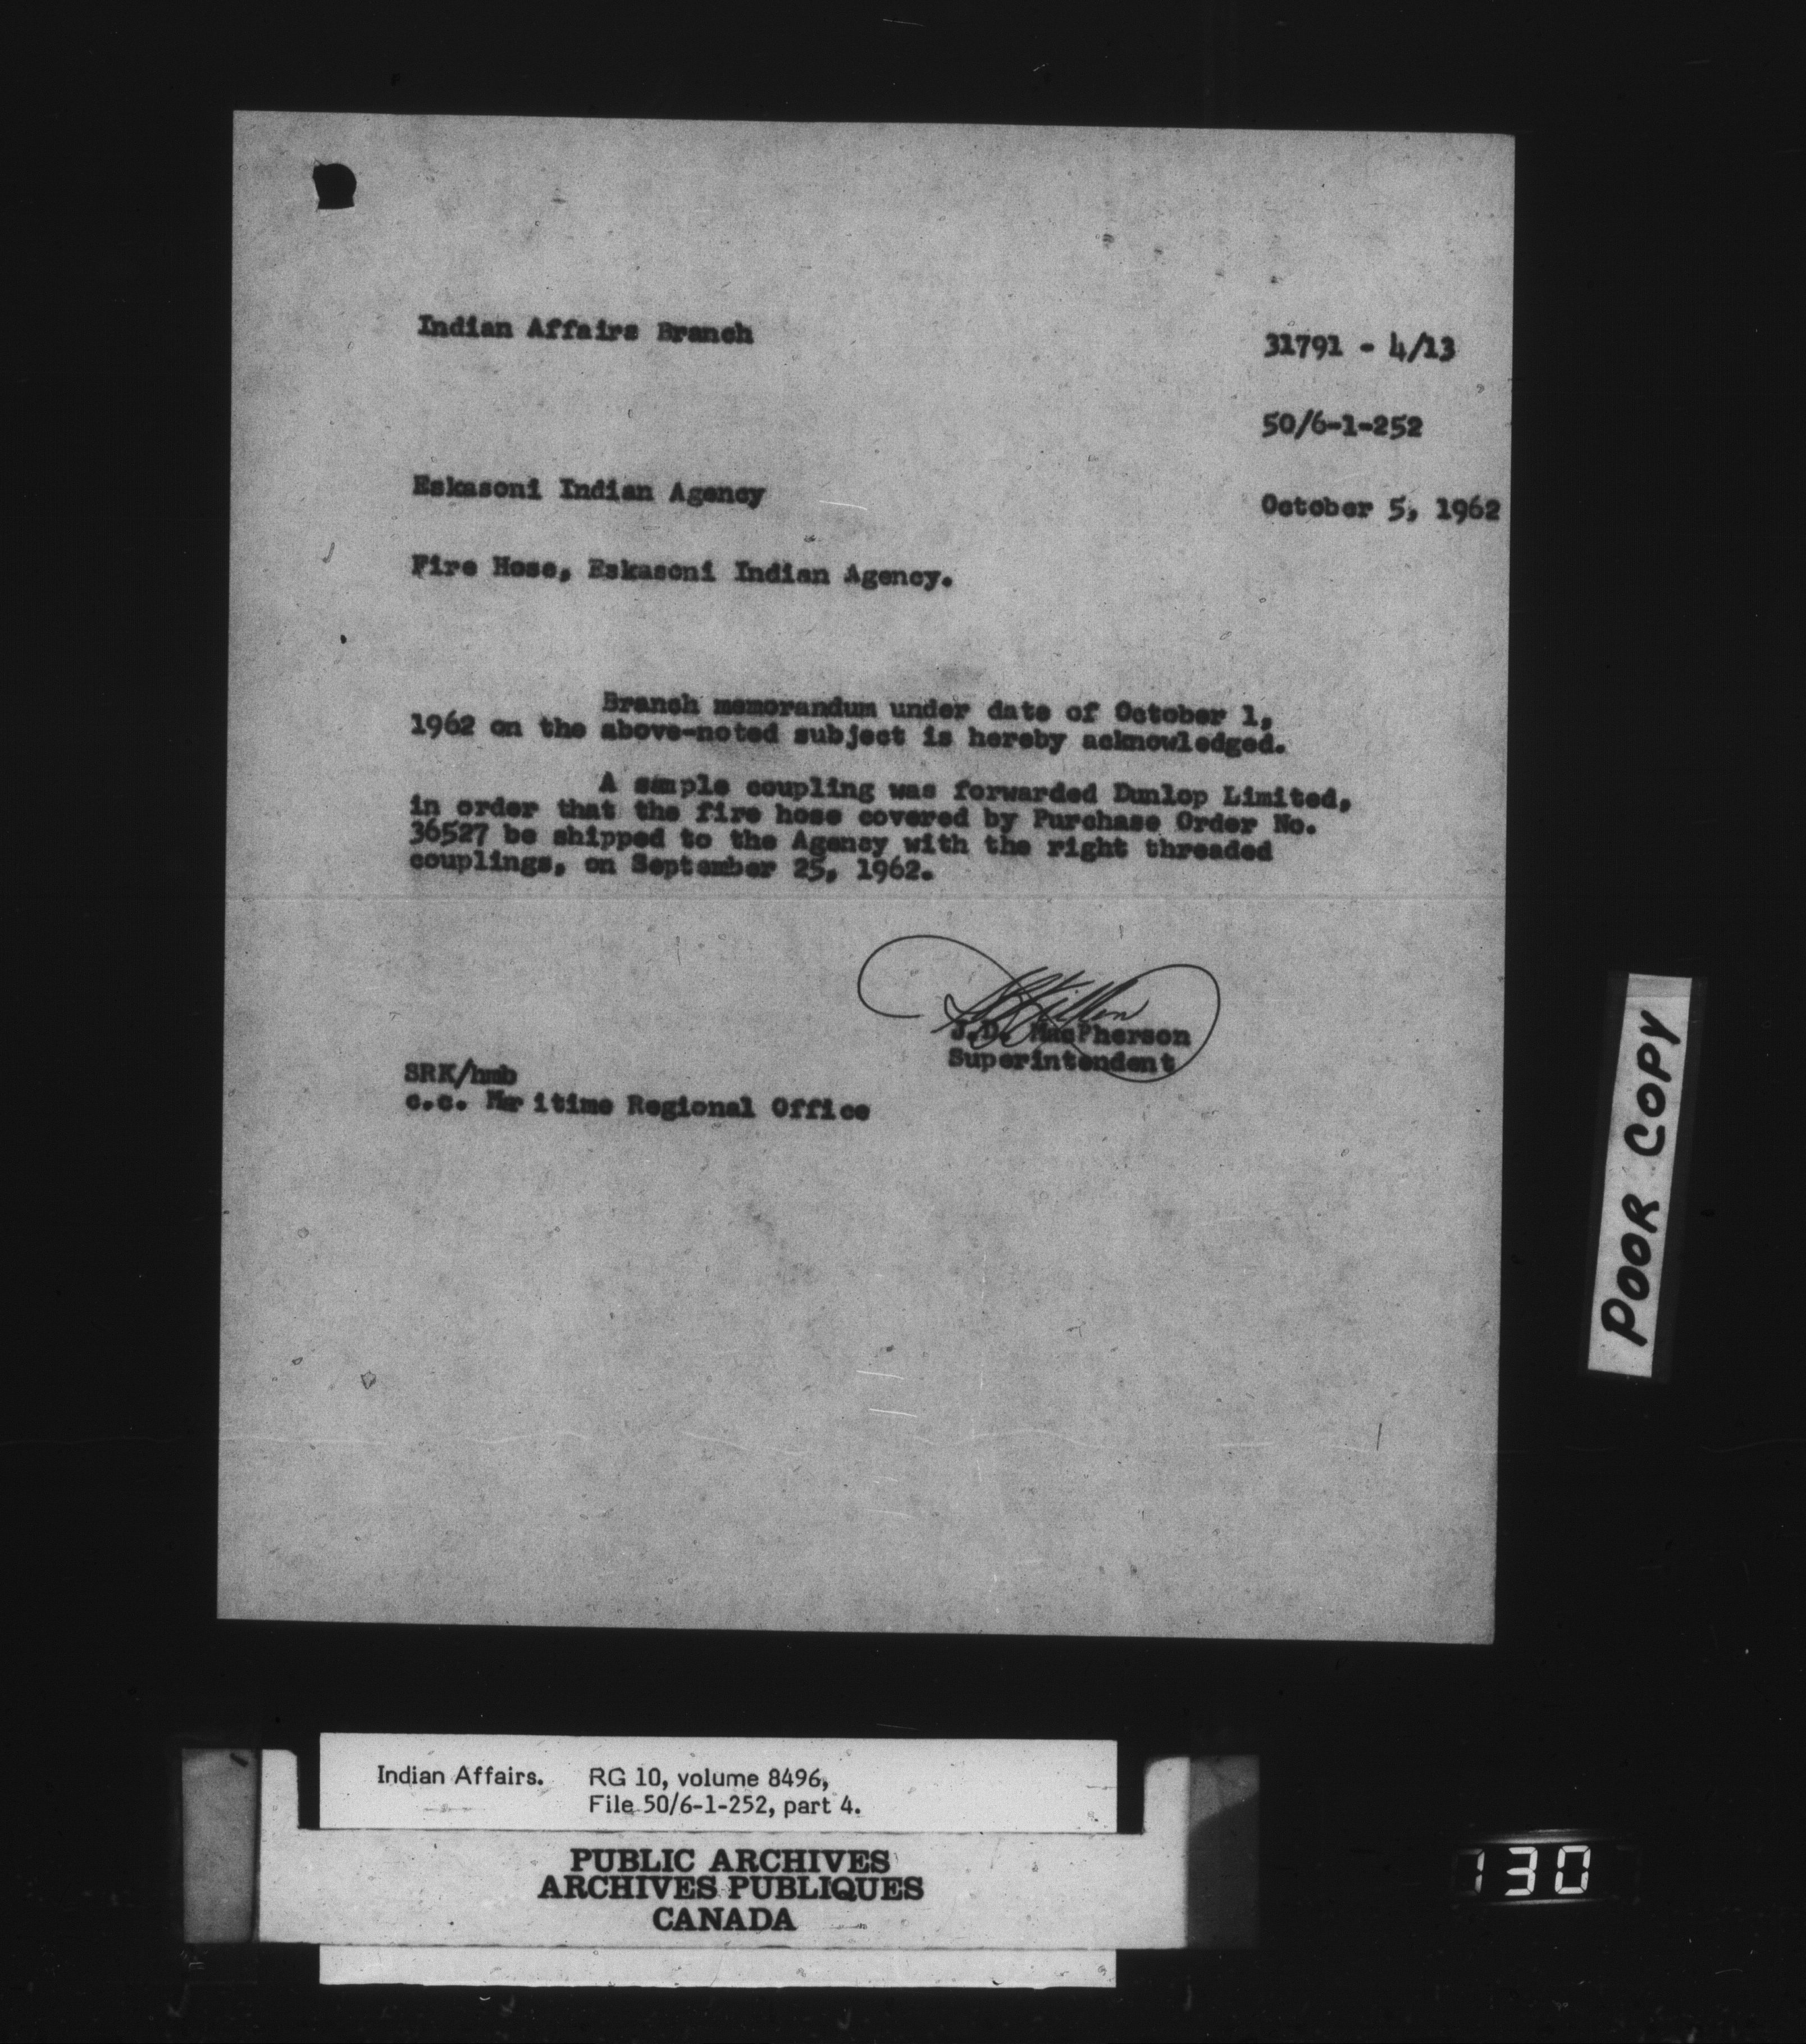 Indian Affairs Branch
31791 - 4/13
50/6-1-252
Eskasoni Indian Agency
October 5, 1962
Fire Hose, Eskasoni Indian Agency.
Branch memorandum under date of October 1,
1962 on the above-noted subject is hereby acknowledged.
A sample coupling was forwarded Dunlop Limited,
in order that the fire hose covered by Purchase Order No.
36527 be shipped to the Agency with the right threaded
couplings, on September 25, 1962.
J.D. MacPherson
Superintendent
SRK/hmb
c.c. Maritime Regional Office
POOR COPY
Indian Affairs. RG 10, volume 8496,
File 50/6-1-252, part 4.
PUBLIC ARCHIVES
ARCHIVES PUBLIQUES
CANADA
130